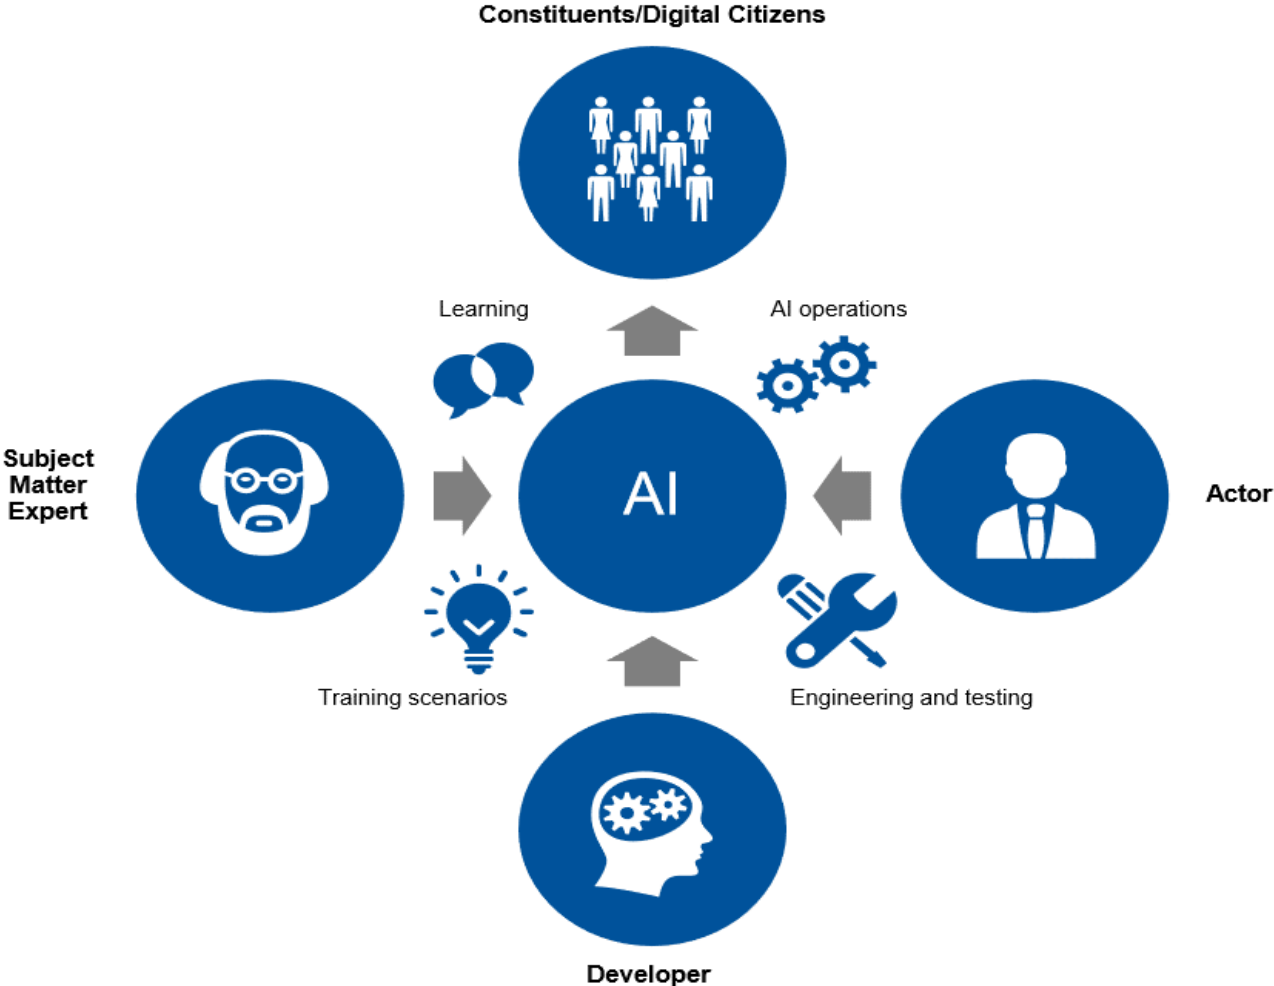 Constituents/Digital Citizens
Learning
AI operations
Subject
Matter
Expert
AI
Actor
Training scenarios
Engineering and testing
Developer